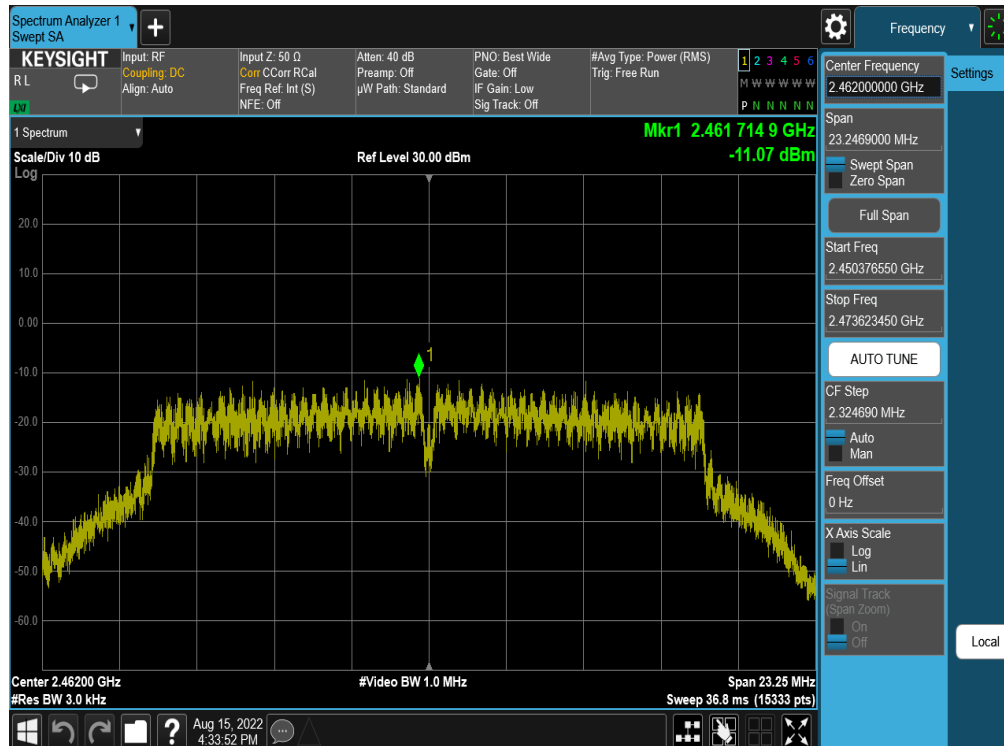 Spectrum Analyzer 1
Swept SA
+
Frequency
KEYSIGHT
R L
LXI
Input: RF
Coupling: DC
Align: Auto
Input Z: 50 Ω
Corr CCorr RCal
Freq Ref: Int (S)
NFE: Off
Atten: 40 dB
Preamp: Off
µW Path: Standard
PNO: Best Wide
Gate: Off
IF Gain: Low
Sig Track: Off
#Avg Type: Power (RMS)
Trig: Free Run
1 2 3 4 5 6
M W W W W W
P N N N N N
1 Spectrum
Mkr1 2.461 714 9 GHz
-11.07 dBm
Scale/Div 10 dB
Ref Level 30.00 dBm
Log
20.0
10.0
0.00
1
-10.0
-20.0
-30.0
-40.0
-50.0
-60.0
Center 2.46200 GHz
#Video BW 1.0 MHz
Span 23.25 MHz
#Res BW 3.0 kHz
Sweep 36.8 ms (15333 pts)
?
Aug 15, 2022
4:33:52 PM
Center Frequency
2.462000000 GHz
Settings
Span
23.2469000 MHz
Swept Span
Zero Span
Full Span
Start Freq
2.450376550 GHz
Stop Freq
2.473623450 GHz
AUTO TUNE
CF Step
2.324690 MHz
Auto
Man
Freq Offset
0 Hz
X Axis Scale
Log
Lin
Signal Track
(Span Zoom)
On
Off
Local